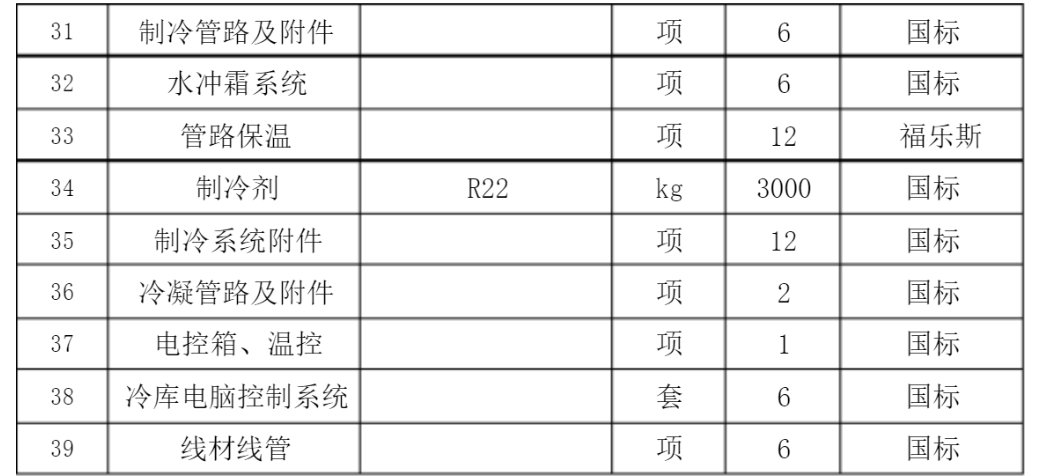 31 制冷管路及附件 项 6 国标
32 水冲霜系统 项 6 国标
33 管路保温 项 12 福乐斯
34 制冷剂 R22 kg 3000 国标
35 制冷系统附件 项 12 国标
36 冷凝管路及附件 项 2 国标
37 电控箱、温控 项 1 国标
38 冷库电脑控制系统 套 6 国标
39 线材线管 项 6 国标